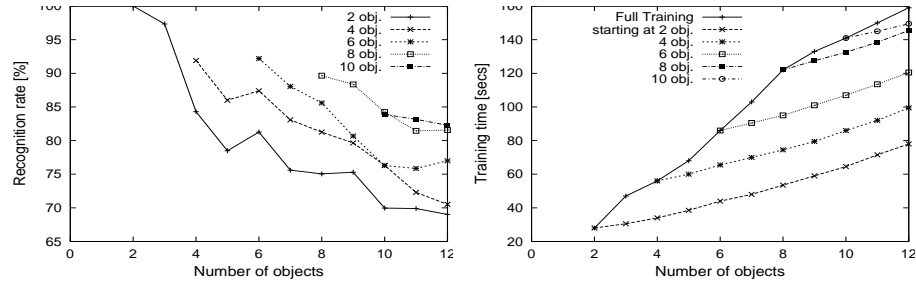 100
95
90
85
80
75
70
65
0
2
4
6
8
10
12
Recognition rate [%]
Number of objects
2 obj.
4 obj.
6 obj.
8 obj.
10 obj.
160
140
120
100
80
60
40
20
0
2
4
6
8
10
12
Training time [secs]
Number of objects
Full Training
starting at 2 obj.
4 obj.
6 obj.
8 obj.
10 obj.